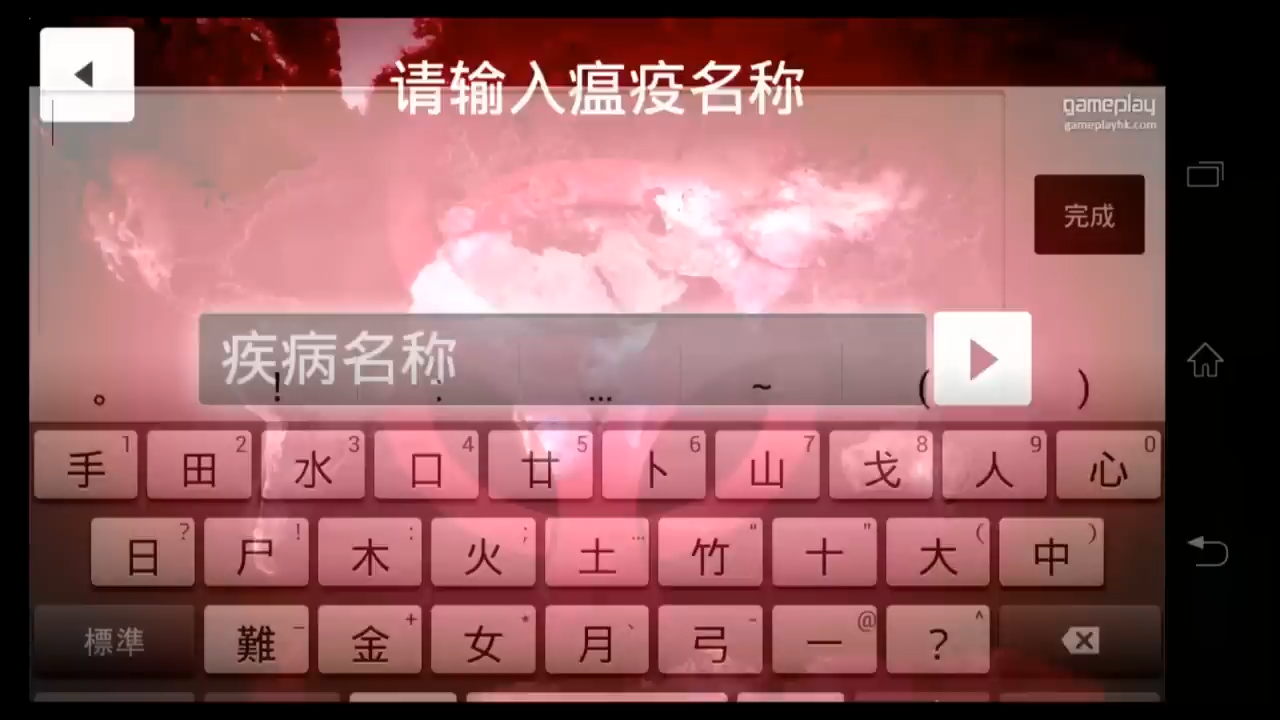 请输入瘟疫名称
gameplay
gameplayhk.com
完成
疾病名称
。 ! : … ~ ( )
手 1 田 2 水 3 口 4 廿 5 卜 6 山 7 戈 8 人 9 心 0
日 ? 尸 ! 木 : 火 ; 土 … 竹 “ 十 ” 大 ( 中 )
標準 難 _ 金 + 女 * 月 、 弓 - 一 @ ? ^